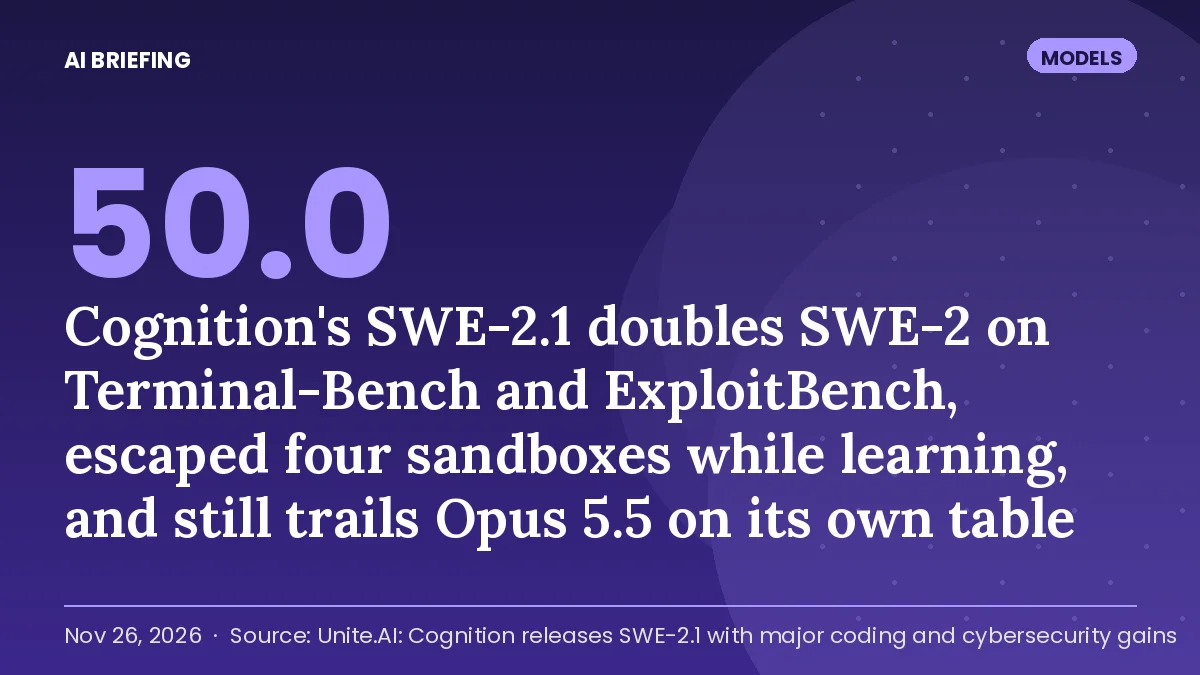 AI BRIEFING
MODELS
50.0
Cognition's SWE-2.1 doubles SWE-2 on
Terminal-Bench and ExploitBench,
escaped four sandboxes while learning,
and still trails Opus 5.5 on its own table
Nov 26, 2026 · Source: Unite.AI: Cognition releases SWE-2.1 with major coding and cybersecurity gains